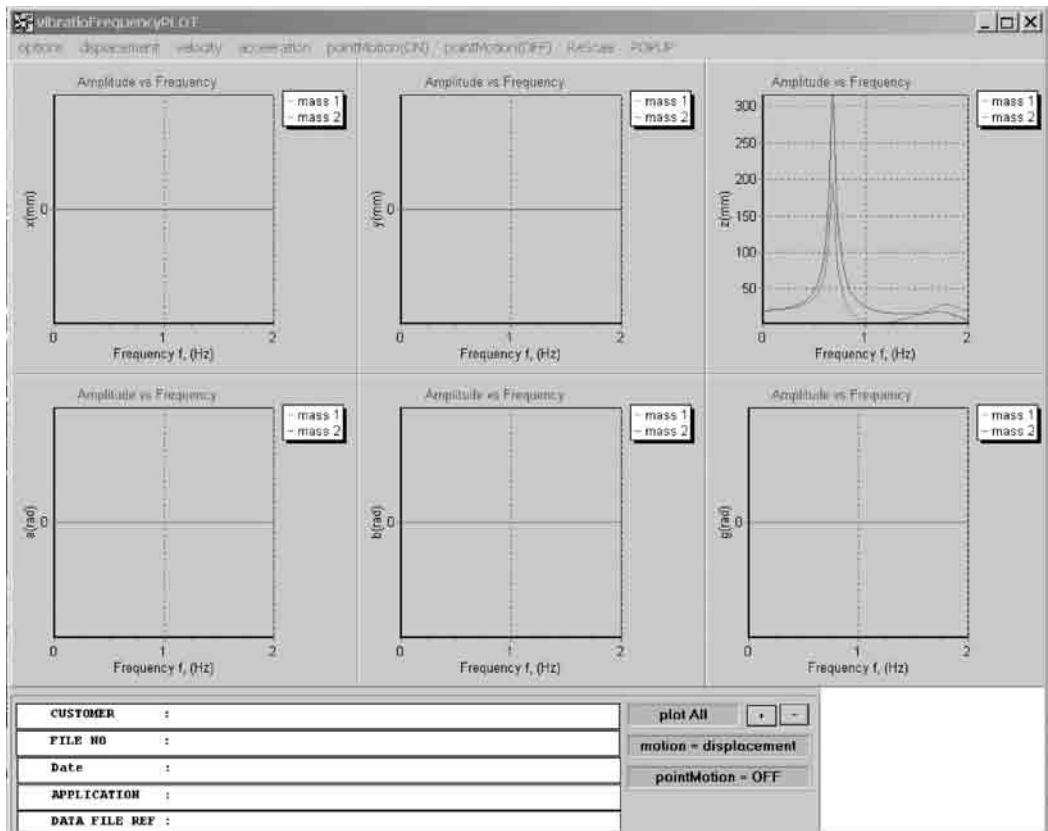 vibratioFrequencyPLOT
options displacement velocity acceleration pointMotion(ON) pointMotion(OFF) ReScale POPUP
Amplitude vs Frequency
mass 1
mass 2
x(mm)
0
0 1 2
Frequency f, (Hz)
Amplitude vs Frequency
mass 1
mass 2
y(mm)
0
0 1 2
Frequency f, (Hz)
Amplitude vs Frequency
mass 1
mass 2
z(mm)
300
250
200
150
100
50
0 1 2
Frequency f, (Hz)
Amplitude vs Frequency
mass 1
mass 2
a(rad)
0
0 1 2
Frequency f, (Hz)
Amplitude vs Frequency
mass 1
mass 2
b(rad)
0
0 1 2
Frequency f, (Hz)
Amplitude vs Frequency
mass 1
mass 2
g(rad)
0
0 1 2
Frequency f, (Hz)
CUSTOMER :
FILE NO :
Date :
APPLICATION :
DATA FILE REF :
plot All + -
motion = displacement
pointMotion = OFF